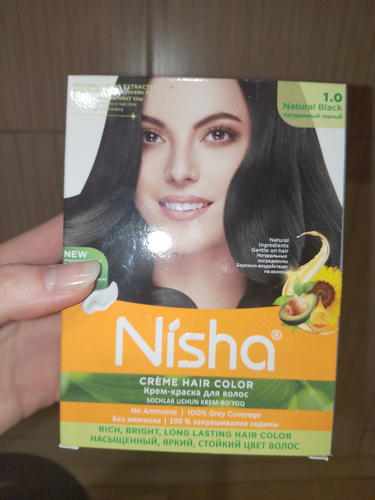 1.0
Natural Black
Натуральный черный
NEW
Natural
Ingredients
Gentle on hair
Натуральные
ингредиенты
Бережно воздействует
на волосы
Nisha®
CRÈME HAIR COLOR
Крем-краска для волос
SOCHLAR UCHUN KREM-BO'YOQ
No Ammonia | 100% Grey Coverage
Без аммиака | 100 % закрашивание седины
RICH, BRIGHT, LONG LASTING HAIR COLOR
НАСЫЩЕННЫЙ, ЯРКИЙ, СТОЙКИЙ ЦВЕТ ВОЛОС